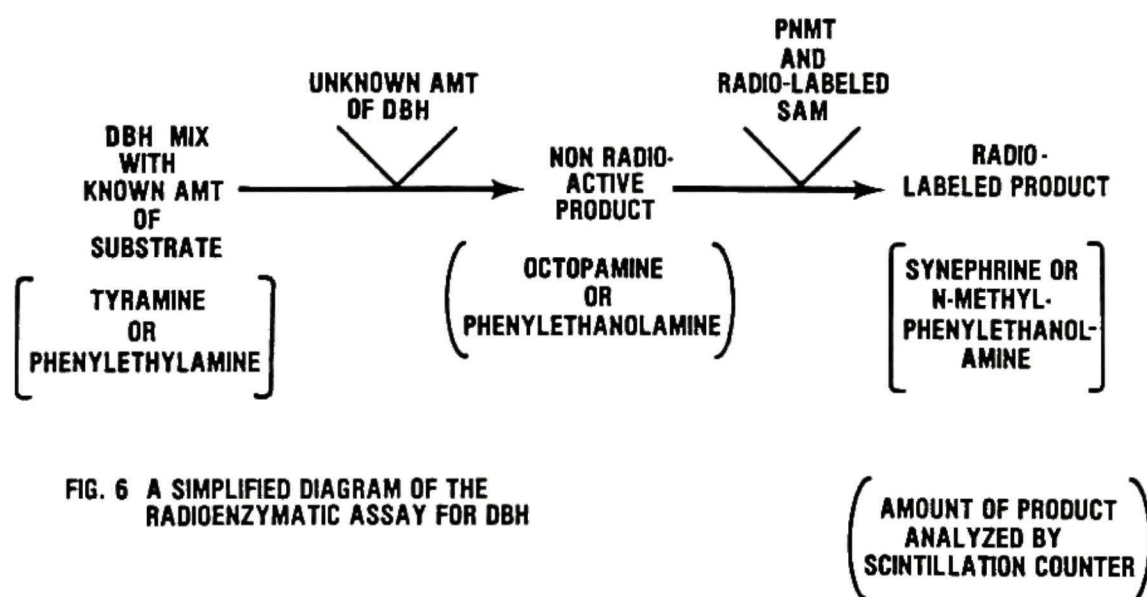 DBH MIX
WITH
KNOWN AMT
OF
SUBSTRATE
TYRAMINE
OR
PHENYLETHYLAMINE
UNKNOWN AMT
OF DBH
NON RADIO-
ACTIVE
PRODUCT
OCTOPAMINE
OR
PHENYLETHANOLAMINE
PNMT
AND
RADIO-LABELED
SAM
RADIO-
LABELED PRODUCT
SYNEPHRINE OR
N-METHYL-
PHENYLETHANOL-
AMINE
AMOUNT OF PRODUCT
ANALYZED BY
SCINTILLATION COUNTER
FIG. 6 A SIMPLIFIED DIAGRAM OF THE
RADIOENZYMATIC ASSAY FOR DBH